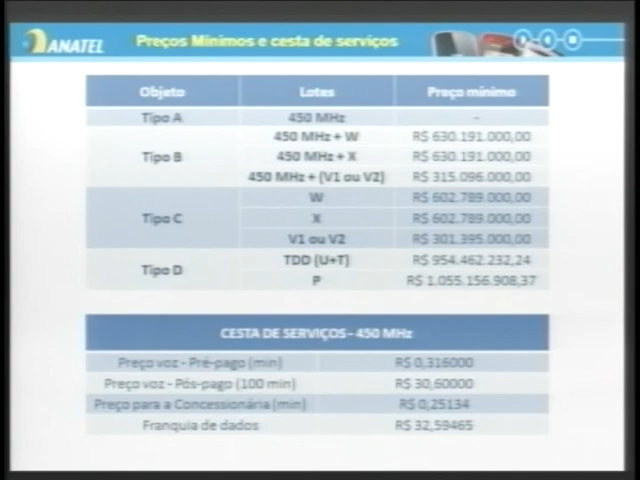 ANATEL
Preços Mínimos e cesta de serviços
Objeto Lotes Preço mínimo
Tipo A 450 MHz -
Tipo B 450 MHz + W R$ 630.191.000,00
450 MHz + X R$ 630.191.000,00
450 MHz + (V1 ou V2) R$ 315.096.000,00
Tipo C W R$ 602.789.000,00
X R$ 602.789.000,00
V1 ou V2 R$ 301.395.000,00
Tipo D TDD (U+T) R$ 954.462.232,24
P R$ 1.055.156.908,37
CESTA DE SERVIÇOS - 450 MHz
Preço voz - Pré-pago (min) R$ 0,316000
Preço voz - Pós-pago (100 min) R$ 30,60000
Preço para a Concessionária (min) R$ 0,25134
Franquia de dados R$ 32,59465